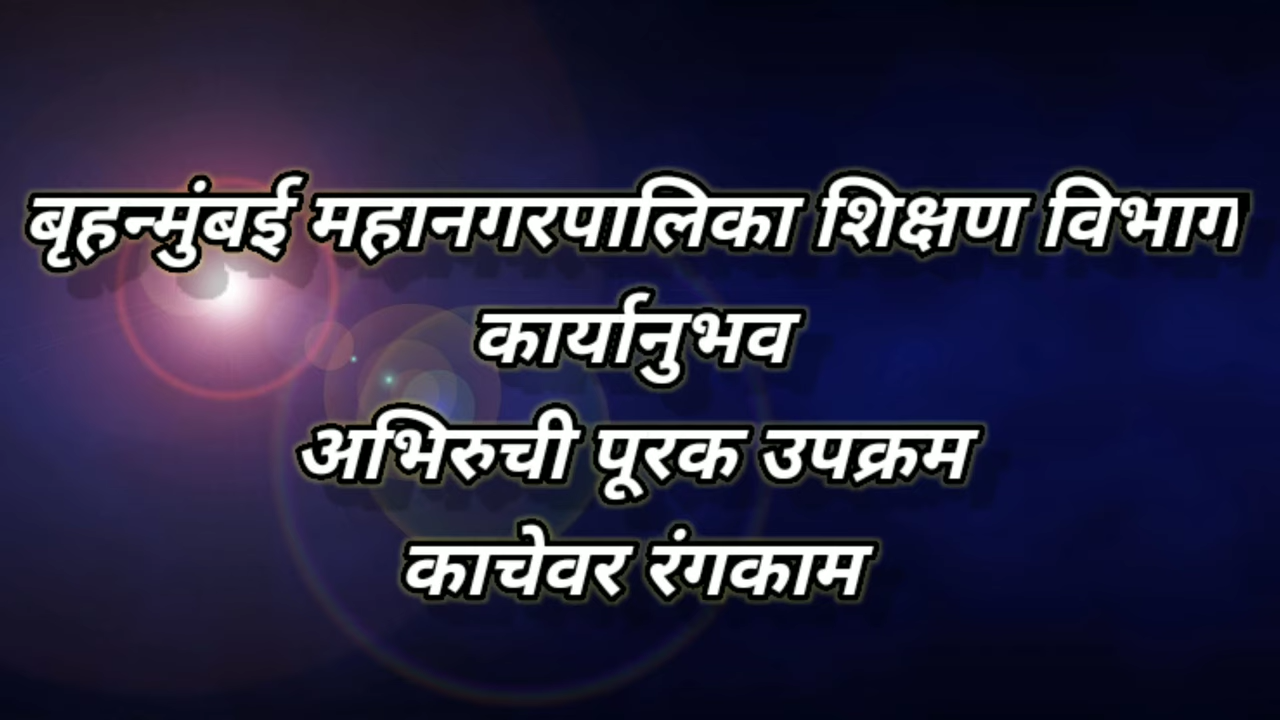 बृहन्मुंबई महानगरपालिका शिक्षण विभाग
कार्यानुभव
अभिरुची पूरक उपक्रम
काचेवर रंगकाम